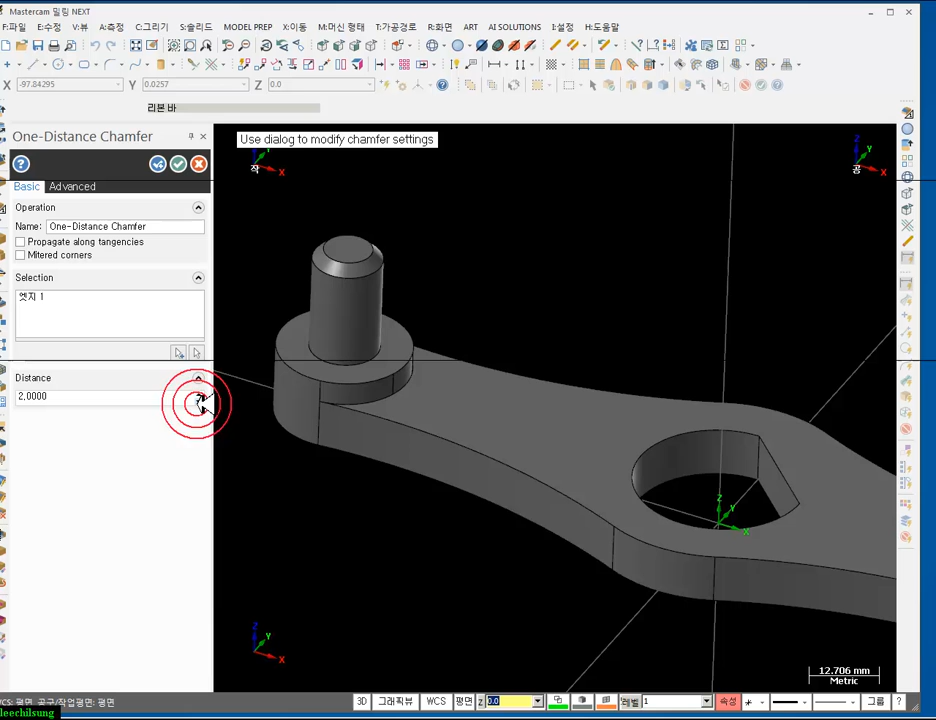 Mastercam 밀링 NEXT
F:파일 E:수정 V:뷰 A:측정 C:그리기 S:솔리드 MODEL PREP X:이동 M:머신 형태 T:가공경로 R:화면 ART AI SOLUTIONS I:설정 H:도움말
X -97.84295 Y 0.0257 Z 0.0
리본 바
One-Distance Chamfer
Use dialog to modify chamfer settings
Basic Advanced
Operation
Name: One-Distance Chamfer
Propagate along tangencies
Mitered corners
Selection
엣지 1
Distance
2,0000
Z Y X 작
Z Y X 공
Z Y X
Z Y X
12.706 mm
Metric
WCS: 평면 공구/작업평면: 평면
3D 그래픽뷰 WCS 평면 Z 0.0 레벨 1 속성 그룹 ?
leechilsung